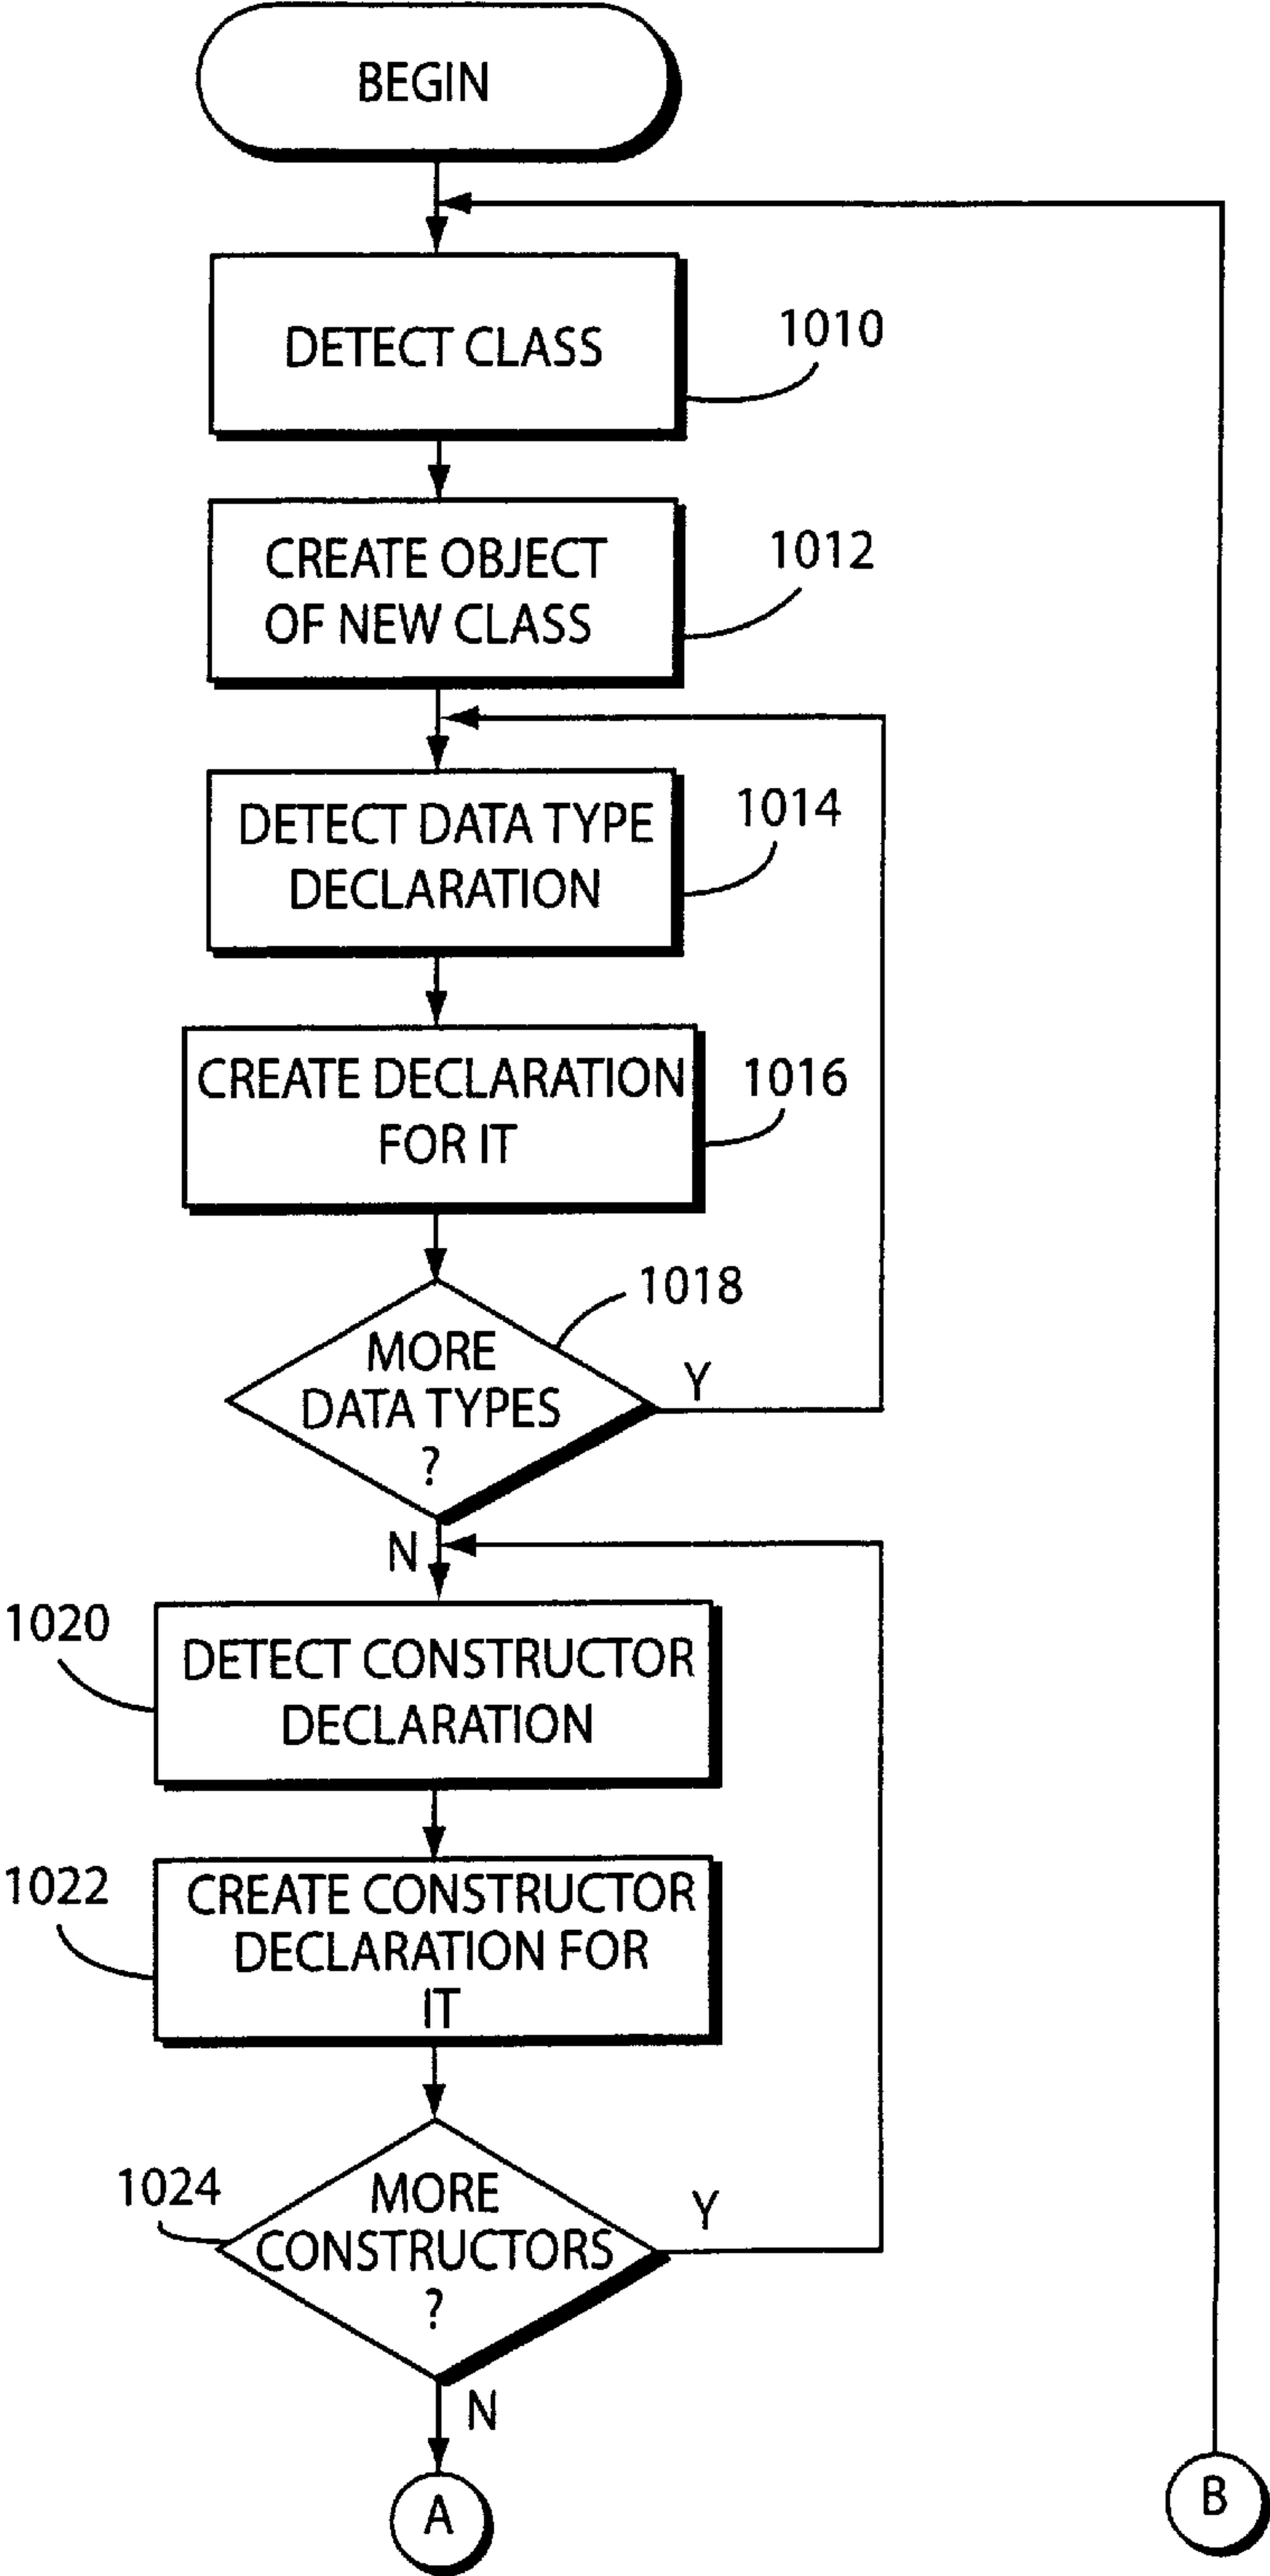 BEGIN
DETECT CLASS
1010
CREATE OBJECT
OF NEW CLASS
1012
DETECT DATA TYPE
DECLARATION
1014
CREATE DECLARATION
FOR IT
1016
MORE
DATA TYPES
?
1018
Y
N
1020
DETECT CONSTRUCTOR
DECLARATION
1022
CREATE CONSTRUCTOR
DECLARATION FOR
IT
1024
MORE
CONSTRUCTORS
?
Y
N
A
B